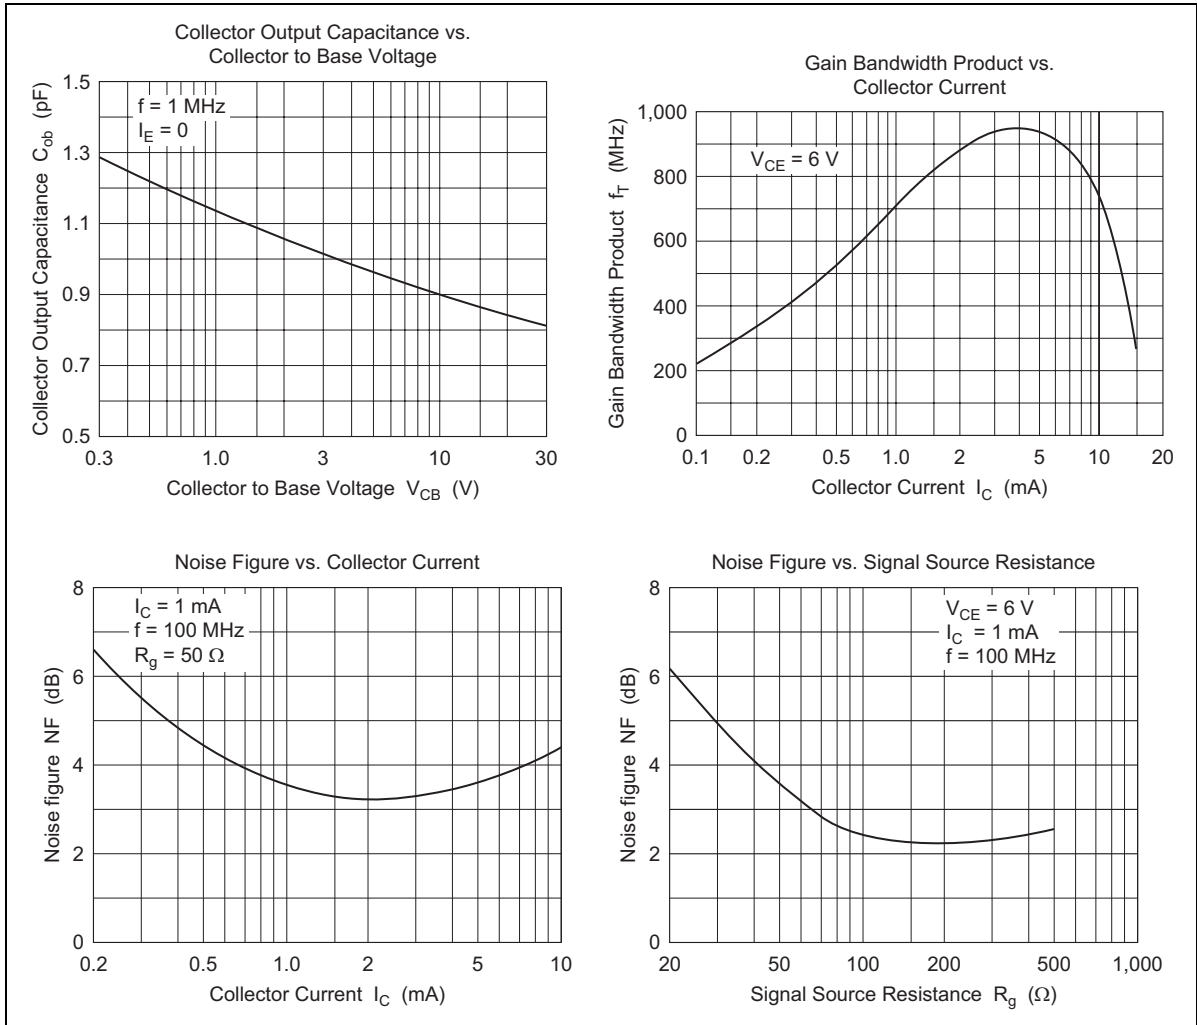 Collector Output Capacitance vs.
Collector to Base Voltage
Collector Output Capacitance C_ob (pF)
1.5
1.3
1.1
0.9
0.7
0.5
f = 1 MHz
I_E = 0
0.3 1.0 3 10 30
Collector to Base Voltage V_CB (V)
Gain Bandwidth Product vs.
Collector Current
Gain Bandwidth Product f_T (MHz)
1,000
800
600
400
200
0
V_CE = 6 V
0.1 0.2 0.5 1.0 2 5 10 20
Collector Current I_C (mA)
Noise Figure vs. Collector Current
Noise figure NF (dB)
8
6
4
2
0
I_C = 1 mA
f = 100 MHz
R_g = 50 Ω
0.2 0.5 1.0 2 5 10
Collector Current I_C (mA)
Noise Figure vs. Signal Source Resistance
Noise figure NF (dB)
8
6
4
2
0
V_CE = 6 V
I_C = 1 mA
f = 100 MHz
20 50 100 200 500 1,000
Signal Source Resistance R_g (Ω)